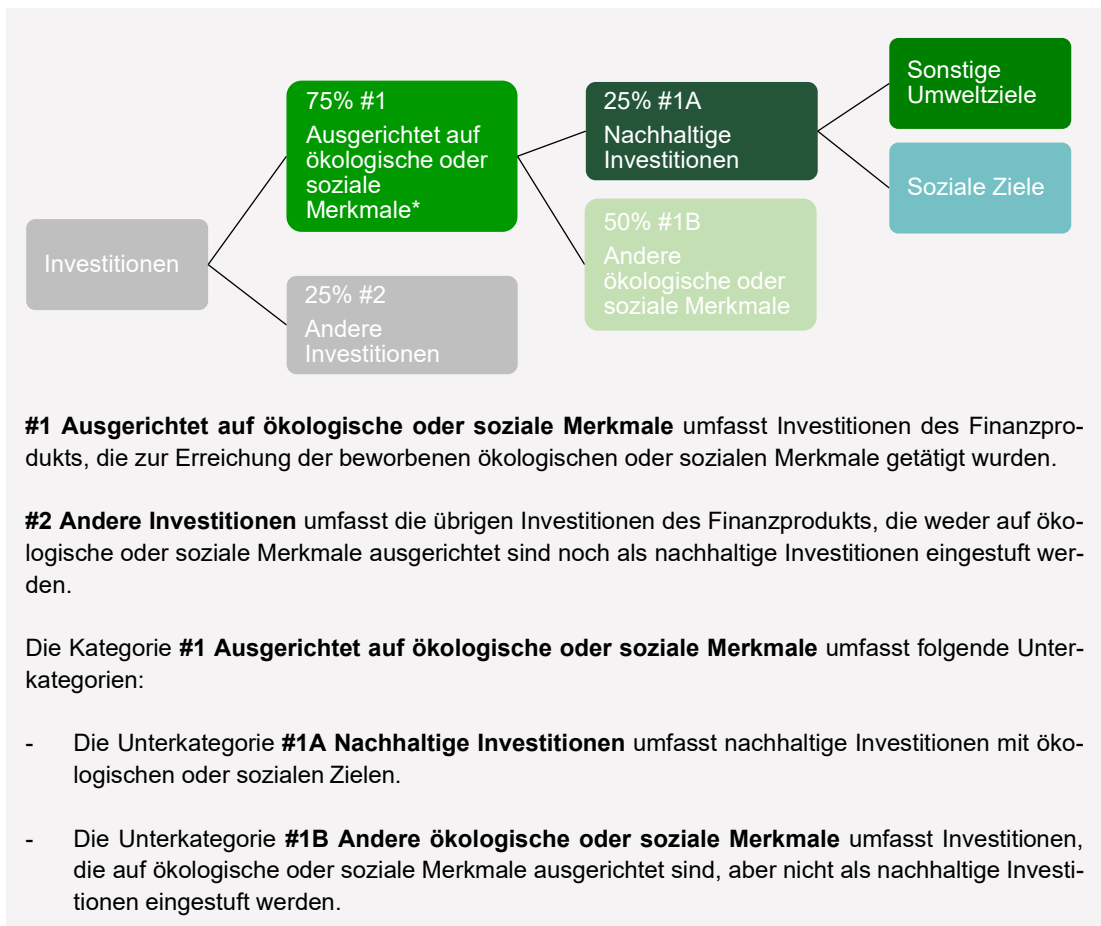 Investitionen
75% #1
Ausgerichtet auf
ökologische oder
soziale
Merkmale*
25% #2
Andere
Investitionen
25% #1A
Nachhaltige
Investitionen
50% #1B
Andere
ökologische oder
soziale Merkmale
Sonstige
Umweltziele
Soziale Ziele
#1 Ausgerichtet auf ökologische oder soziale Merkmale umfasst Investitionen des Finanzpro-
dukts, die zur Erreichung der beworbenen ökologischen oder sozialen Merkmale getätigt wurden.
#2 Andere Investitionen umfasst die übrigen Investitionen des Finanzprodukts, die weder auf öko-
logische oder soziale Merkmale ausgerichtet sind noch als nachhaltige Investitionen eingestuft wer-
den.
Die Kategorie #1 Ausgerichtet auf ökologische oder soziale Merkmale umfasst folgende Unter-
kategorien:
- Die Unterkategorie #1A Nachhaltige Investitionen umfasst nachhaltige Investitionen mit öko-
logischen oder sozialen Zielen.
- Die Unterkategorie #1B Andere ökologische oder soziale Merkmale umfasst Investitionen,
die auf ökologische oder soziale Merkmale ausgerichtet sind, aber nicht als nachhaltige Investi-
tionen eingestuft werden.